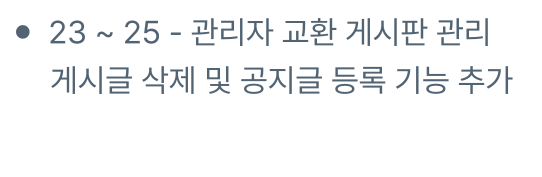 • 23 ~ 25 - 관리자 교환 게시판 관리
게시글 삭제 및 공지글 등록 기능 추가